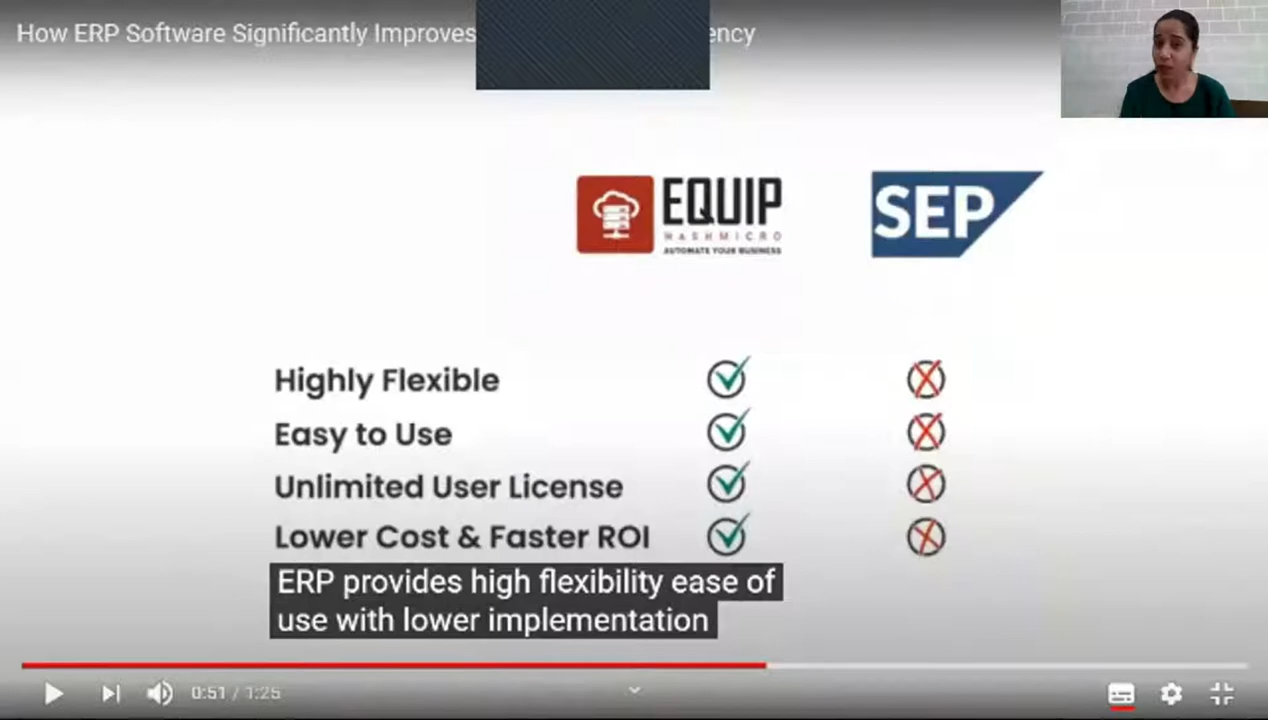 How ERP Software Significantly Improves
ency
EQUIP
HASHMICRO
AUTOMATE YOUR BUSINESS
SEP
Highly Flexible
Easy to Use
Unlimited User License
Lower Cost & Faster ROI
ERP provides high flexibility ease of
use with lower implementation
0:51 / 1:25